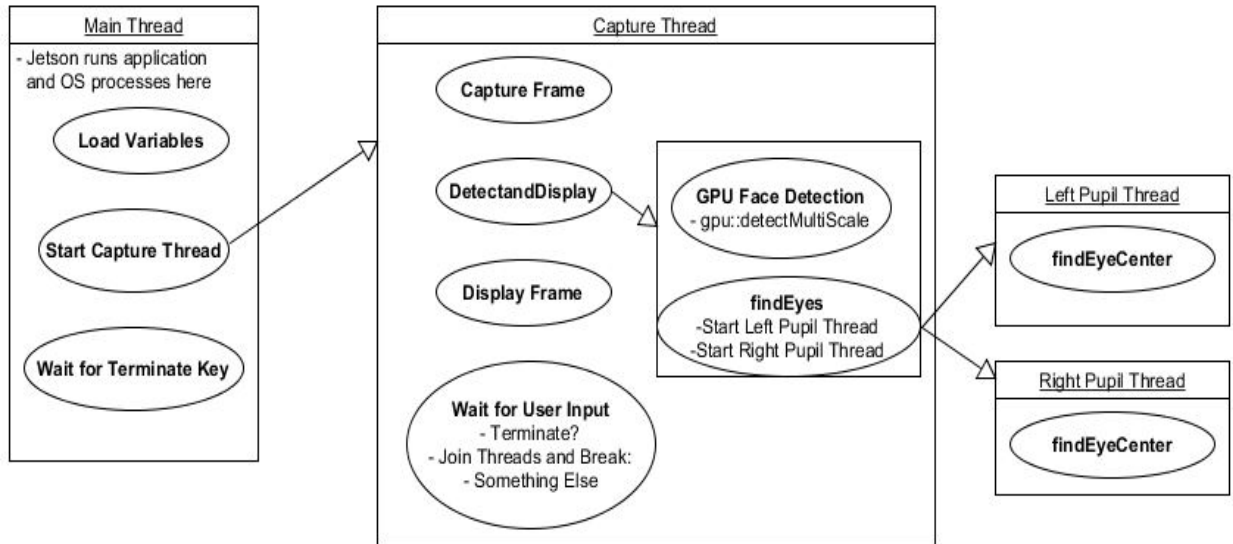 Main Thread
- Jetson runs application
and OS processes here
Load Variables
Start Capture Thread
Wait for Terminate Key
Capture Thread
Capture Frame
DetectandDisplay
Display Frame
Wait for User Input
- Terminate?
- Join Threads and Break:
- Something Else
GPU Face Detection
- gpu::detectMultiScale
findEyes
-Start Left Pupil Thread
-Start Right Pupil Thread
Left Pupil Thread
findEyeCenter
Right Pupil Thread
findEyeCenter